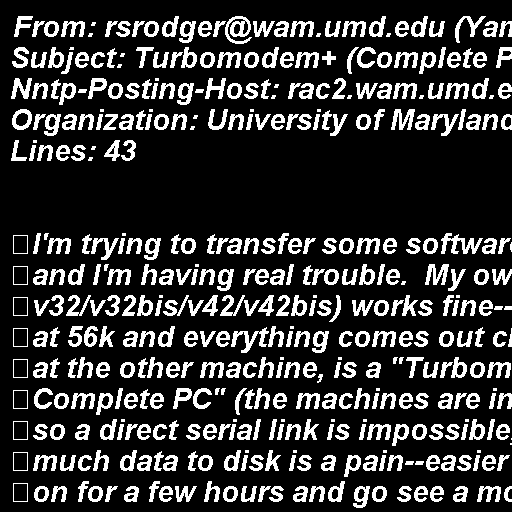 From: rsrodger@wam.umd.edu (Yan
Subject: Turbomodem+ (Complete P
Nntp-Posting-Host: rac2.wam.umd.e
Organization: University of Maryland
Lines: 43
I'm trying to transfer some software
and I'm having real trouble.  My ow
v32/v32bis/v42/v42bis) works fine--
at 56k and everything comes out cl
at the other machine, is a "Turbom
Complete PC" (the machines are in
so a direct serial link is impossible,
much data to disk is a pain--easier
on for a few hours and go see a mo